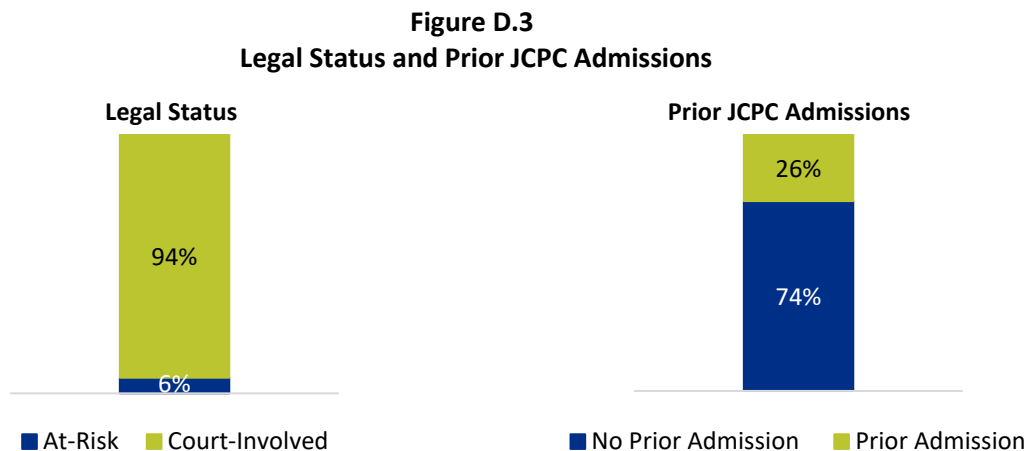 Figure D.3
Legal Status and Prior JCPC Admissions
Legal Status
94%
6%
At-Risk Court-Involved
Prior JCPC Admissions
26%
74%
No Prior Admission Prior Admission